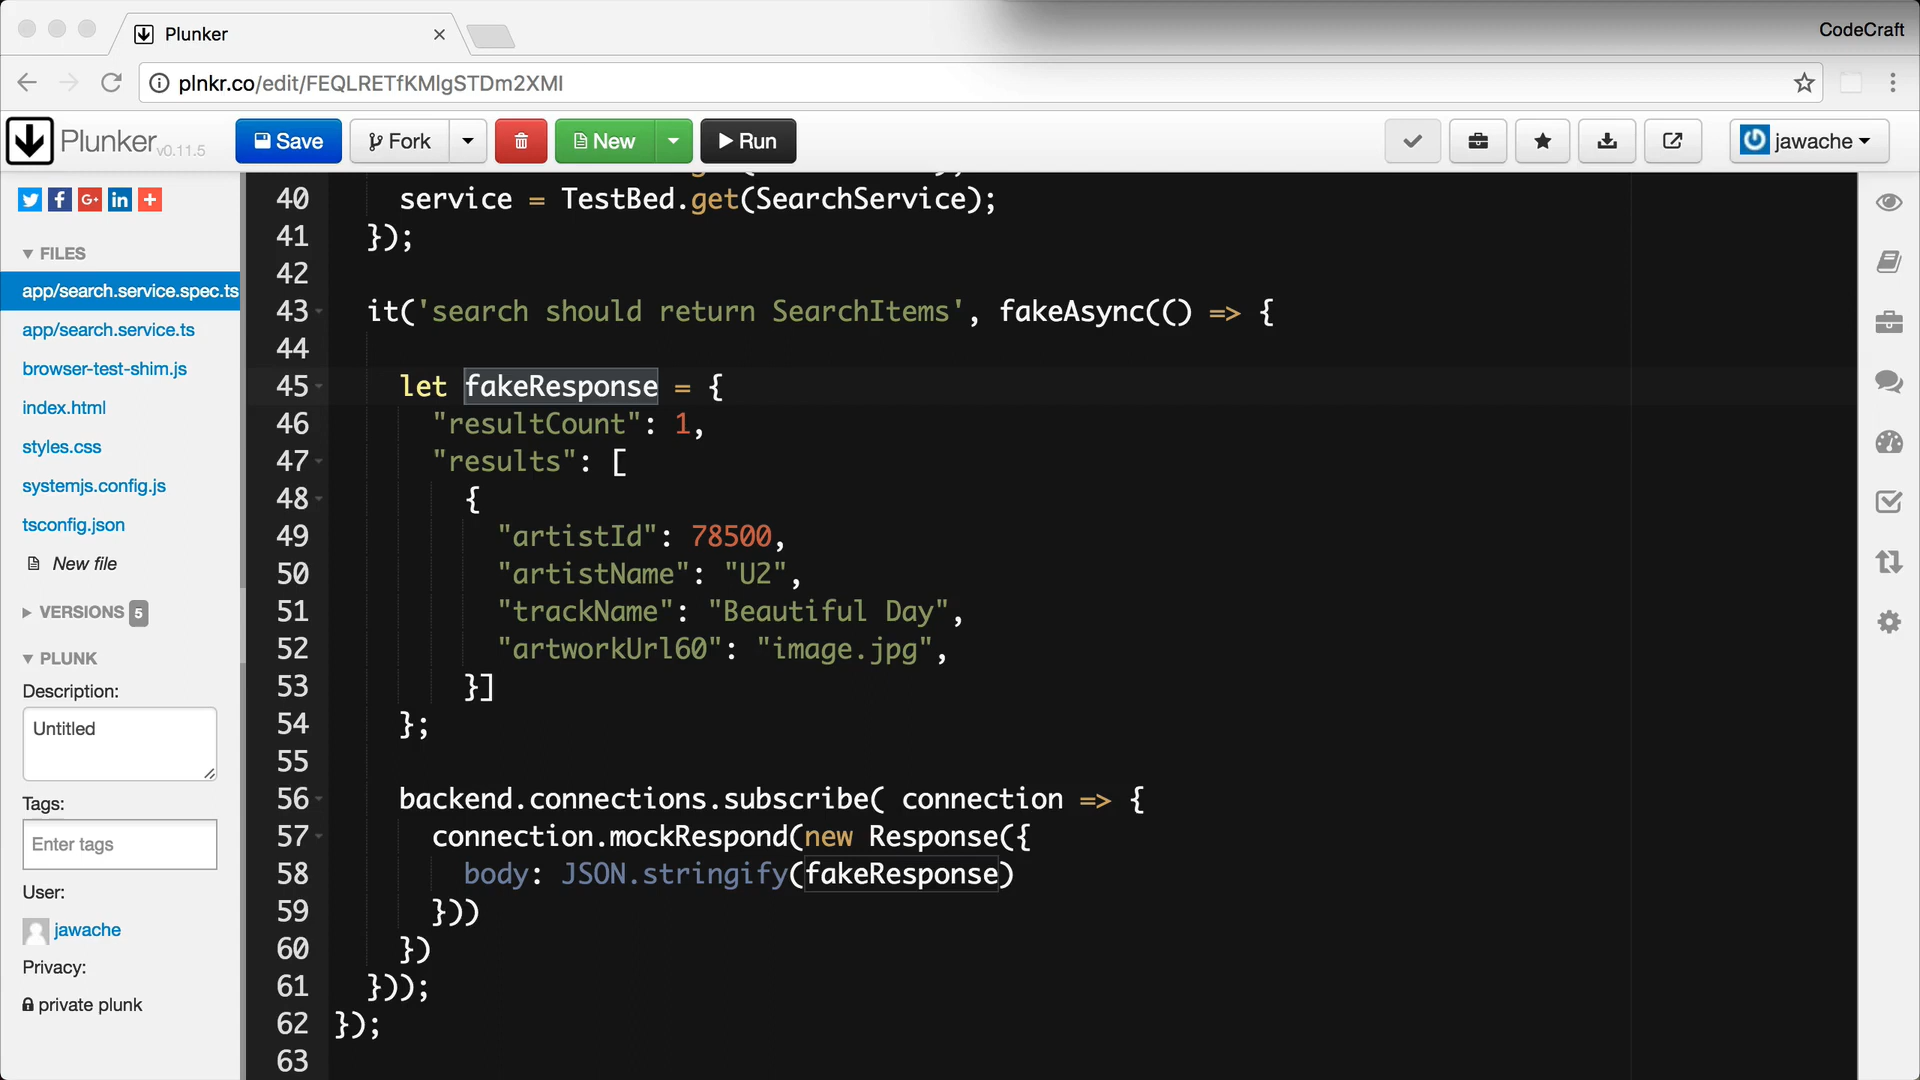 Plunker
CodeCraft
plnkr.co/edit/FEQLRETfKMlgSTDm2XMI
Plunker v0.11.5
Save
Fork
New
Run
jawache
FILES
app/search.service.spec.ts
app/search.service.ts
browser-test-shim.js
index.html
styles.css
systemjs.config.js
tsconfig.json
New file
VERSIONS 5
PLUNK
Description:
Untitled
Tags:
Enter tags
User:
jawache
Privacy:
private plunk
40 service = TestBed.get(SearchService);
41 });
42
43 it('search should return SearchItems', fakeAsync(() => {
44
45 let fakeResponse = {
46 "resultCount": 1,
47 "results": [
48 {
49 "artistId": 78500,
50 "artistName": "U2",
51 "trackName": "Beautiful Day",
52 "artworkUrl60": "image.jpg",
53 }]
54 };
55
56 backend.connections.subscribe( connection => {
57 connection.mockRespond(new Response({
58 body: JSON.stringify(fakeResponse)
59 }))
60 })
61 }));
62 });
63